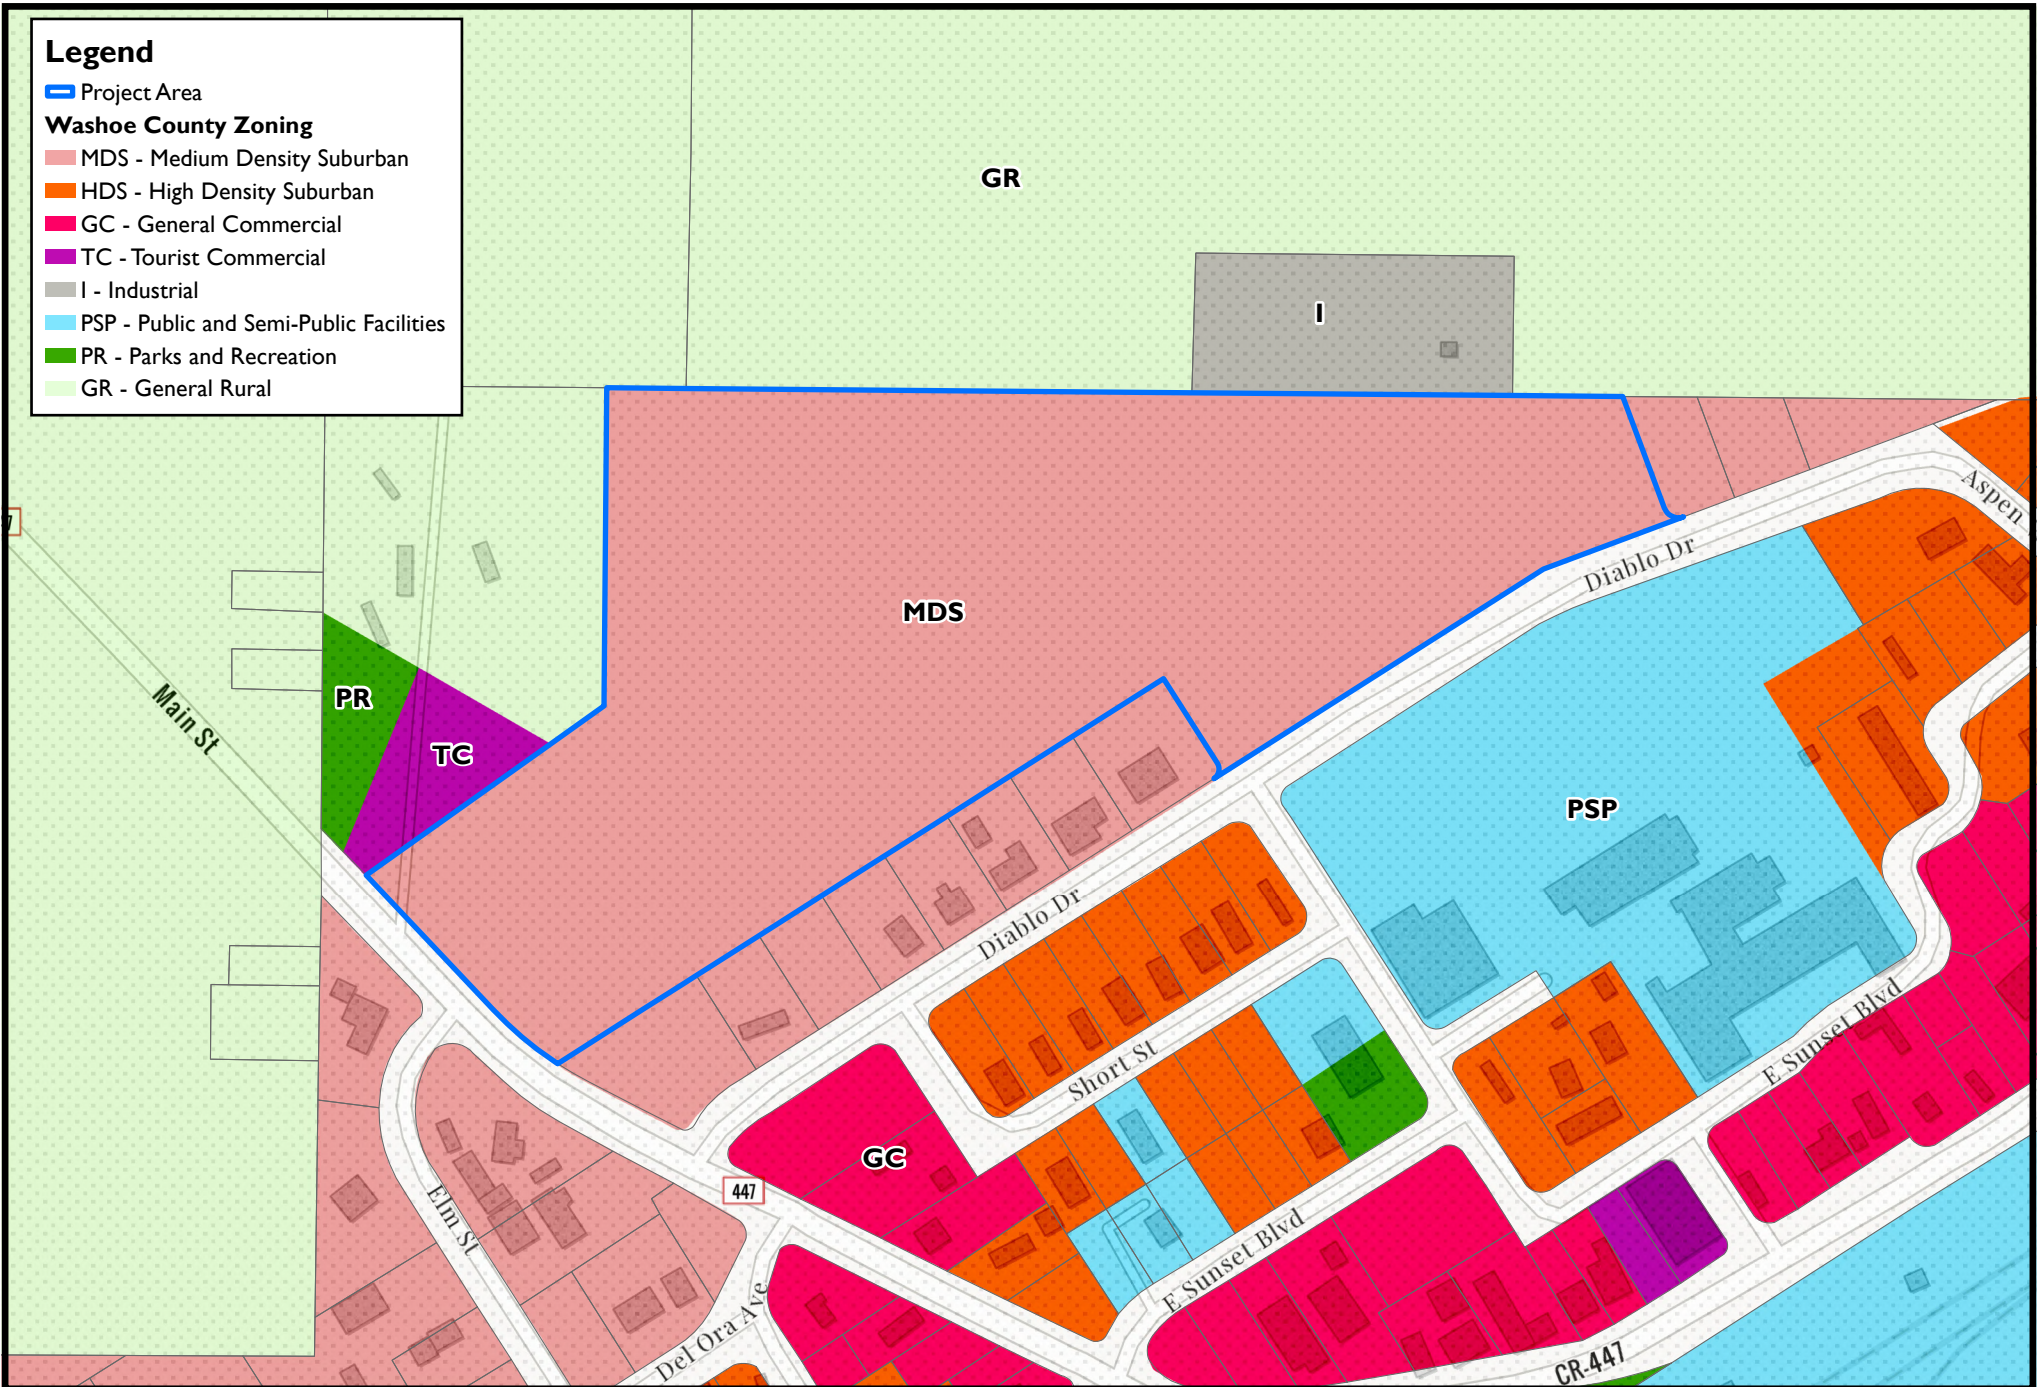 Legend
Project Area
Washoe County Zoning
MDS - Medium Density Suburban
HDS - High Density Suburban
GC - General Commercial
TC - Tourist Commercial
I - Industrial
PSP - Public and Semi-Public Facilities
PR - Parks and Recreation
GR - General Rural
GR
I
Aspen
Diablo Dr
MDS
PR
Main St
TC
PSP
Diablo Dr
E Sunset Blvd
Short St
GC
447
Elm St
E Sunset Blvd
Del Ora Ave
CR-447